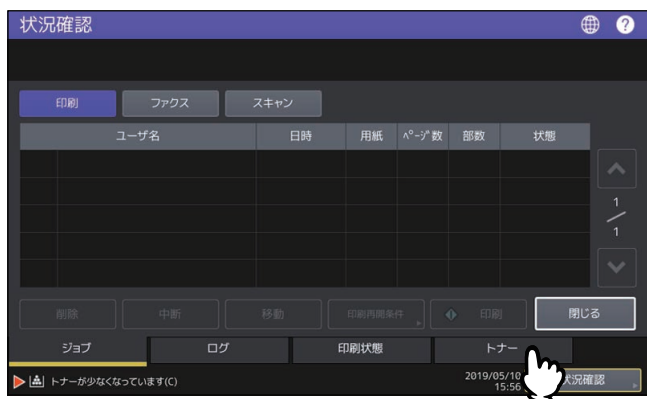 状況確認
?
印刷 ファクス スキャン
ユーザ名 日時 用紙 ページ数 部数 状態
1
1
削除 中断 移動 印刷再開条件 印刷 閉じる
ジョブ ログ 印刷状態 トナー
トナーが少なくなっています(C)
2019/05/10
15:56
状況確認